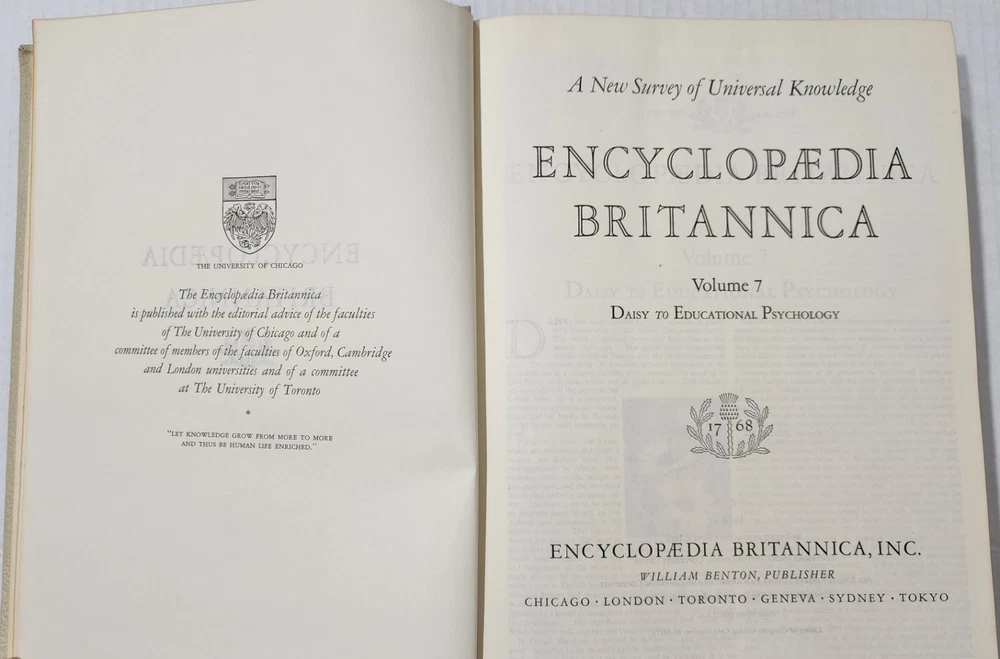 THE UNIVERSITY OF CHICAGO
The Encyclopædia Britannica
is published with the editorial advice of the faculties
of The University of Chicago and of a
committee of members of the faculties of Oxford, Cambridge
and London universities and of a committee
at The University of Toronto
*
"LET KNOWLEDGE GROW FROM MORE TO MORE
AND THUS BE HUMAN LIFE ENRICHED."
A New Survey of Universal Knowledge
ENCYCLOPÆDIA
BRITANNICA
Volume 7
DAISY TO EDUCATIONAL PSYCHOLOGY
1768
ENCYCLOPÆDIA BRITANNICA, INC.
WILLIAM BENTON, PUBLISHER
CHICAGO · LONDON · TORONTO · GENEVA · SYDNEY · TOKYO